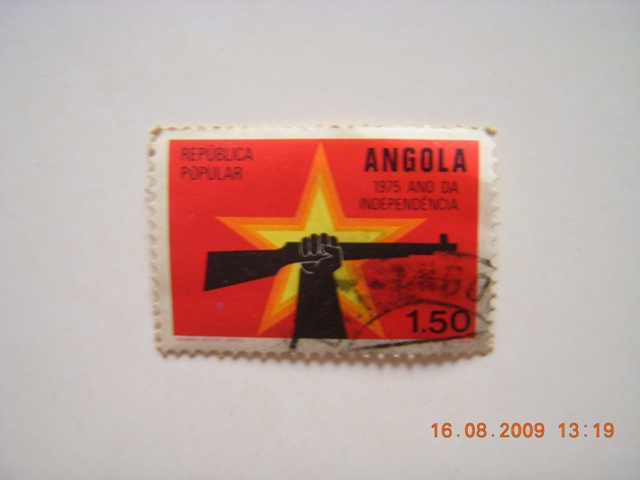 REPÚBLICA
POPULAR
ANGOLA
1975 ANO DA
INDEPENDÊNCIA
1.50
16.08.2009 13:19